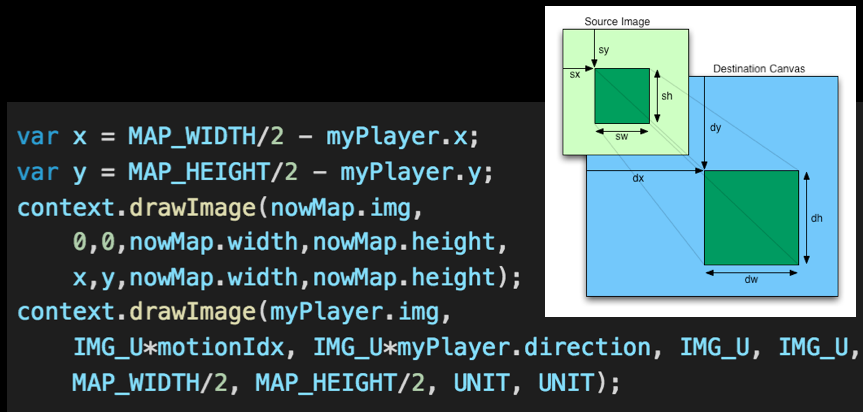 Source Image
sy
sx
sh
sw
Destination Canvas
dy
dx
dh
dw
var x = MAP_WIDTH/2 - myPlayer.x;
var y = MAP_HEIGHT/2 - myPlayer.y;
context.drawImage(nowMap.img,
0,0,nowMap.width,nowMap.height,
x,y,nowMap.width,nowMap.height);
context.drawImage(myPlayer.img,
IMG_U*motionIdx, IMG_U*myPlayer.direction, IMG_U, IMG_U,
MAP_WIDTH/2, MAP_HEIGHT/2, UNIT, UNIT);